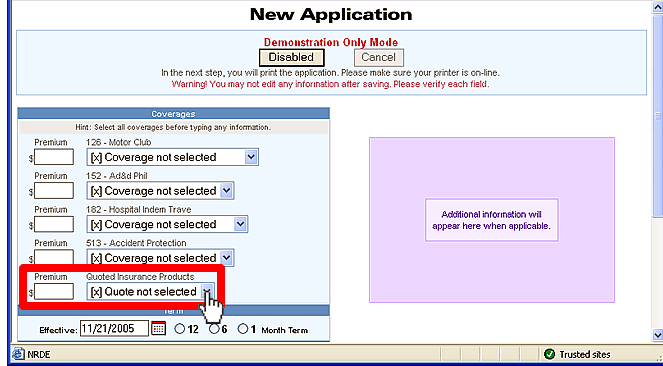 New Application
Demonstration Only Mode
Disabled Cancel
In the next step, you will print the application. Please make sure your printer is on-line.
Warning! You may not edit any information after saving. Please verify each field.
Coverages
Hint: Select all coverages before typing any information.
Premium 126 - Motor Club
$ [x] Coverage not selected
Premium 152 - Ad&d Phil
$ [x] Coverage not selected
Premium 182 - Hospital Indem Trave
$ [x] Coverage not selected
Premium 513 - Accident Protection
$ [x] Coverage not selected
Premium Quoted Insurance Products
$ [x] Quote not selected
Term
Effective: 11/21/2005 12 6 1 Month Term
Additional information will
appear here when applicable.
NRDE Trusted sites